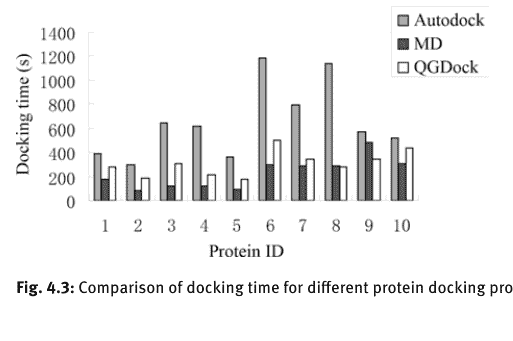 Autodock
MD
QGDock
1400
1200
1000
800
600
400
200
0
Docking time (s)
1 2 3 4 5 6 7 8 9 10
Protein ID
Fig. 4.3: Comparison of docking time for different protein docking pro